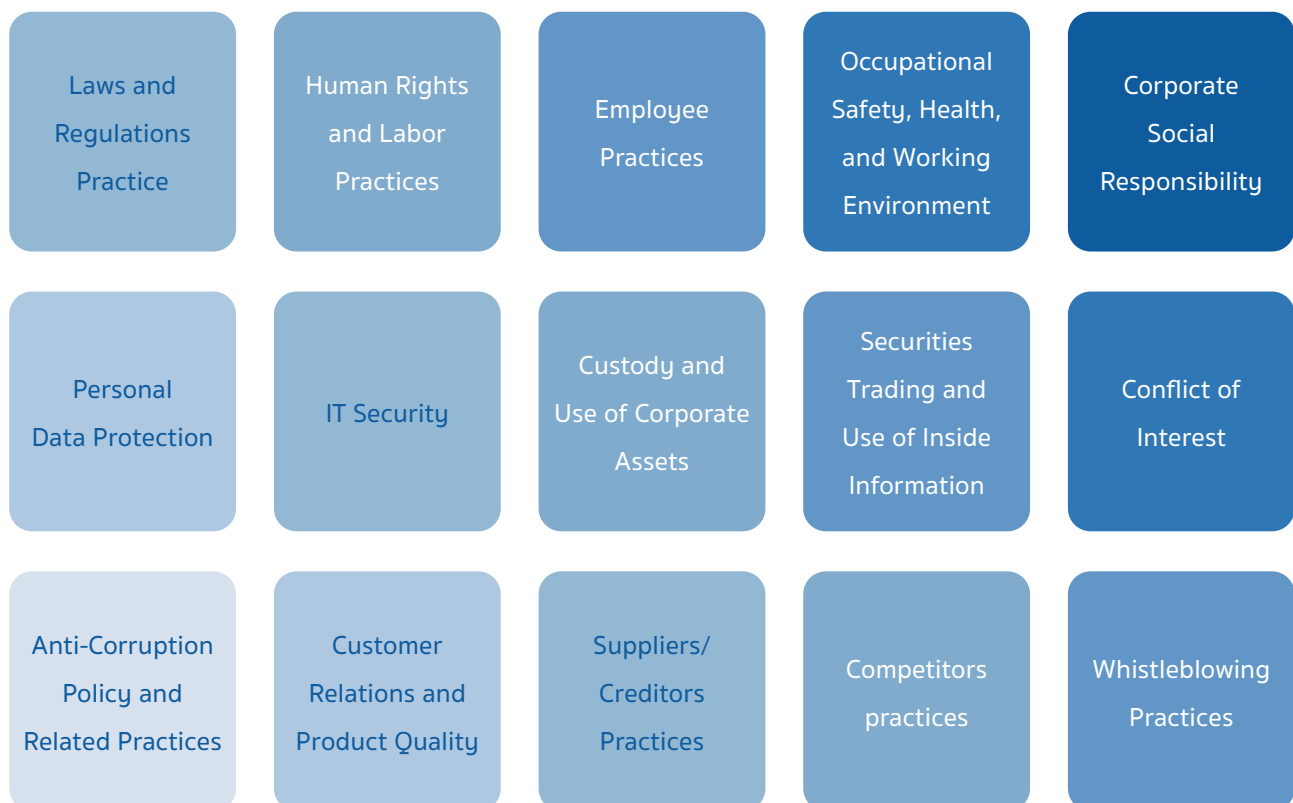 Laws and
Regulations
Practice
Human Rights
and Labor
Practices
Employee
Practices
Occupational
Safety, Health,
and Working
Environment
Corporate
Social
Responsibility
Personal
Data Protection
IT Security
Custody and
Use of Corporate
Assets
Securities
Trading and
Use of Inside
Information
Conflict of
Interest
Anti-Corruption
Policy and
Related Practices
Customer
Relations and
Product Quality
Suppliers/
Creditors
Practices
Competitors
practices
Whistleblowing
Practices